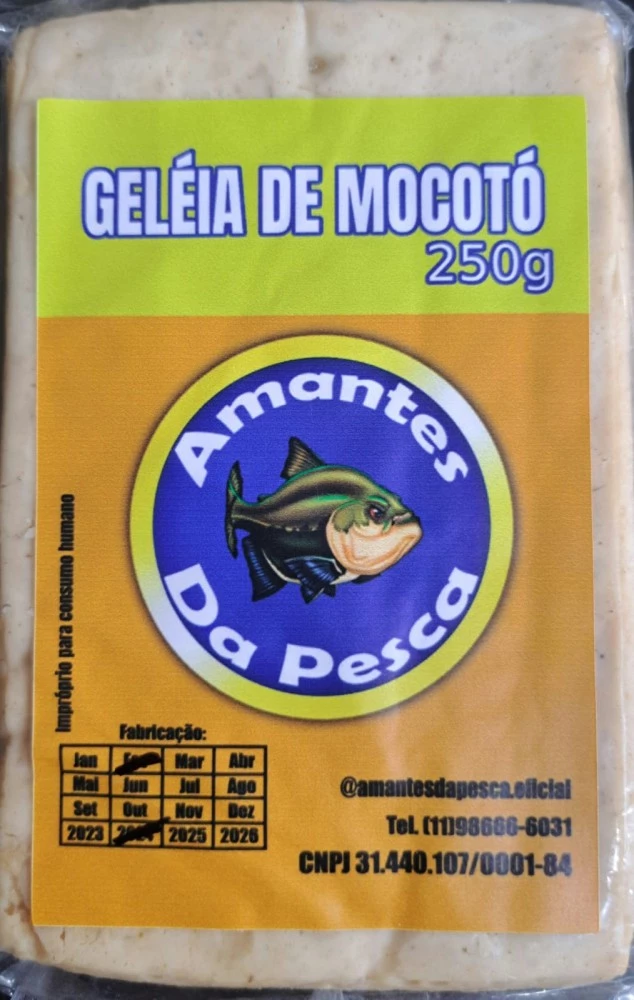 GELÉIA DE MOCOTÓ
250g
Amantes
Da Pesca
Impróprio para consumo humano
Fabricação:
Jan Mar Abr
Mai Jun Jul Ago
Set Out Nov Dez
2023 2024 2025 2026
@amantesdapesca.oficial
Tel. (11)98666-6031
CNPJ 31.440.107/0001-84